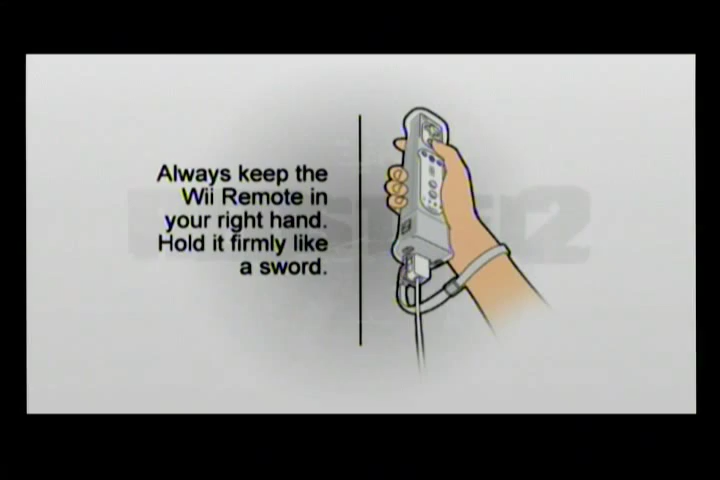 Always keep the
Wii Remote in
your right hand.
Hold it firmly like
a sword.